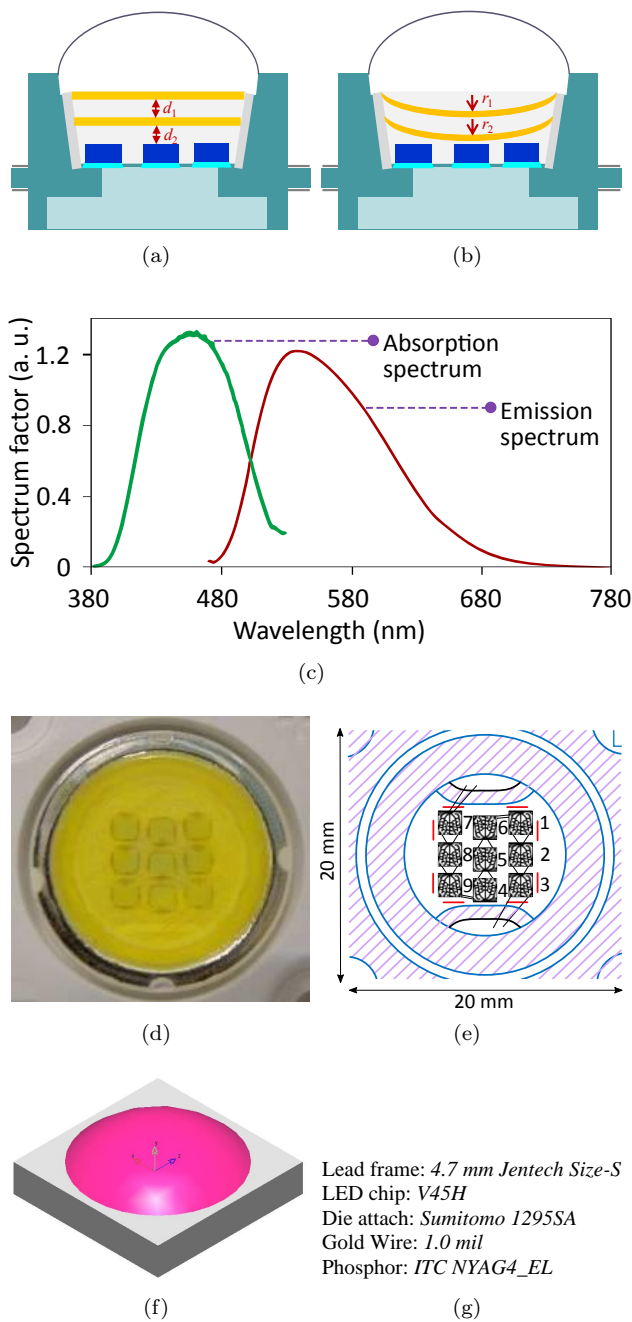 d1
d2
r1
r2
(a)
(b)
Spectrum factor (a. u.)
1.2
0.8
0.4
0
Absorption
spectrum
Emission
spectrum
380
480
580
680
780
Wavelength (nm)
(c)
20 mm
7
6
1
8
5
2
9
4
3
20 mm
(d)
(e)
Lead frame: 4.7 mm Jentech Size-S
LED chip: V45H
Die attach: Sumitomo 1295SA
Gold Wire: 1.0 mil
Phosphor: ITC NYAG4_EL
(f)
(g)